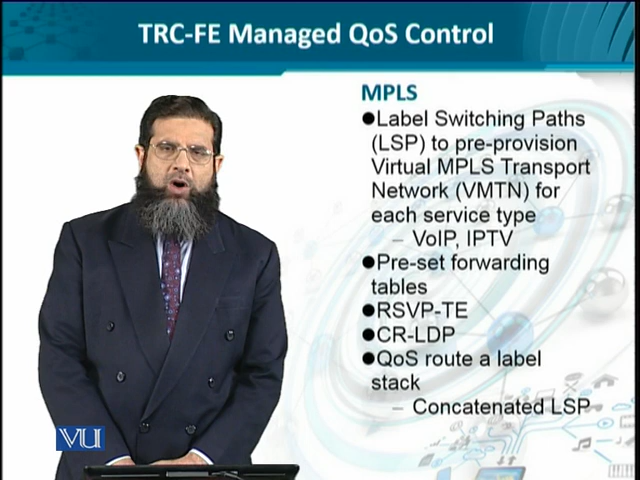 TRC-FE Managed QoS Control
MPLS
●Label Switching Paths
(LSP) to pre-provision
Virtual MPLS Transport
Network (VMTN) for
each service type
– VoIP, IPTV
●Pre-set forwarding
tables
●RSVP-TE
●CR-LDP
●QoS route a label
stack
– Concatenated LSP
VU